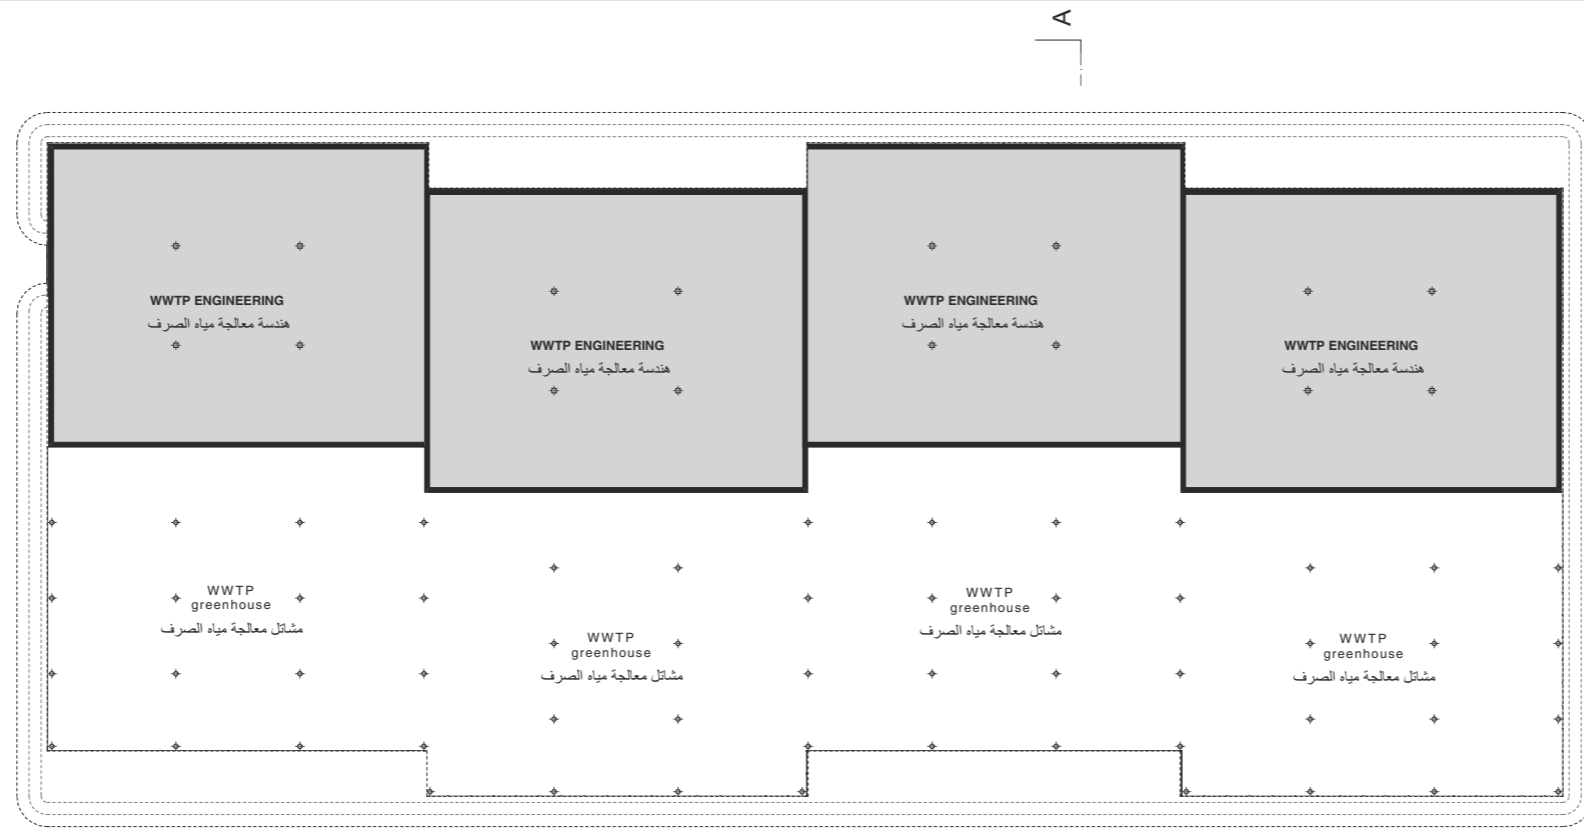 A
WWTP ENGINEERING
هندسة معالجة مياه الصرف
WWTP ENGINEERING
هندسة معالجة مياه الصرف
WWTP ENGINEERING
هندسة معالجة مياه الصرف
WWTP ENGINEERING
هندسة معالجة مياه الصرف
WWTP
greenhouse
مشاتل معالجة مياه الصرف
WWTP
greenhouse
مشاتل معالجة مياه الصرف
WWTP
greenhouse
مشاتل معالجة مياه الصرف
WWTP
greenhouse
مشاتل معالجة مياه الصرف